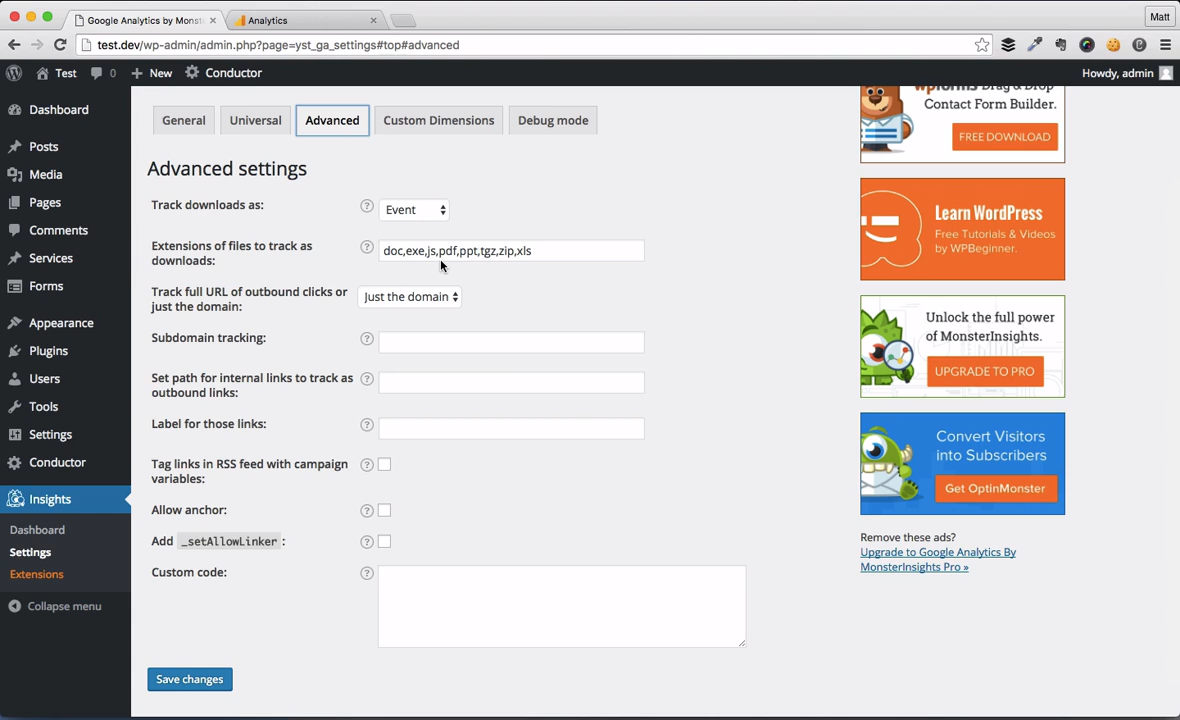 Google Analytics by Monst
Analytics
Matt
test.dev/wp-admin/admin.php?page=yst_ga_settings#top#advanced
Test
0
New
Conductor
Howdy, admin
Dashboard
Posts
Media
Pages
Comments
Services
Forms
Appearance
Plugins
Users
Tools
Settings
Conductor
Insights
Dashboard
Settings
Extensions
Collapse menu
General
Universal
Advanced
Custom Dimensions
Debug mode
Advanced settings
Track downloads as:
?
Event
Extensions of files to track as
downloads:
?
doc,exe,js,pdf,ppt,tgz,zip,xls
Track full URL of outbound clicks or
just the domain:
Just the domain
Subdomain tracking:
?
Set path for internal links to track as
outbound links:
?
Label for those links:
?
Tag links in RSS feed with campaign
variables:
?
Allow anchor:
?
Add _setAllowLinker :
?
Custom code:
?
Save changes
wpforms Drag & Drop
Contact Form Builder.
FREE DOWNLOAD
Learn WordPress
Free Tutorials & Videos
by WPBeginner.
Unlock the full power
of MonsterInsights.
UPGRADE TO PRO
Convert Visitors
into Subscribers
Get OptinMonster
Remove these ads?
Upgrade to Google Analytics By
MonsterInsights Pro »